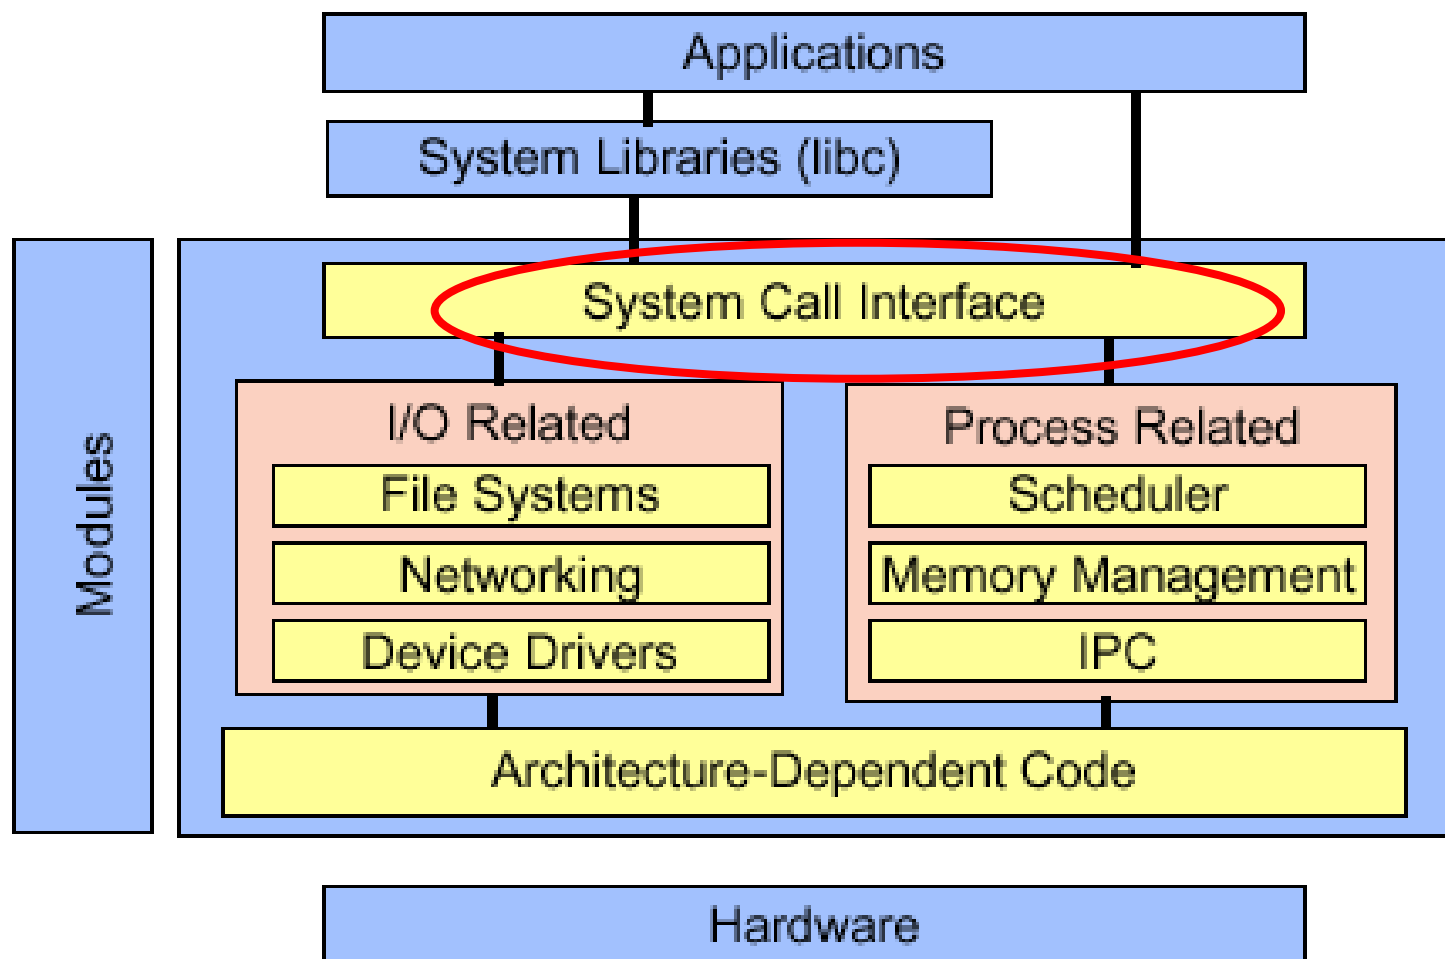 Applications
System Libraries (libc)
System Call Interface
Modules
I/O Related
File Systems
Networking
Device Drivers
Process Related
Scheduler
Memory Management
IPC
Architecture-Dependent Code
Hardware